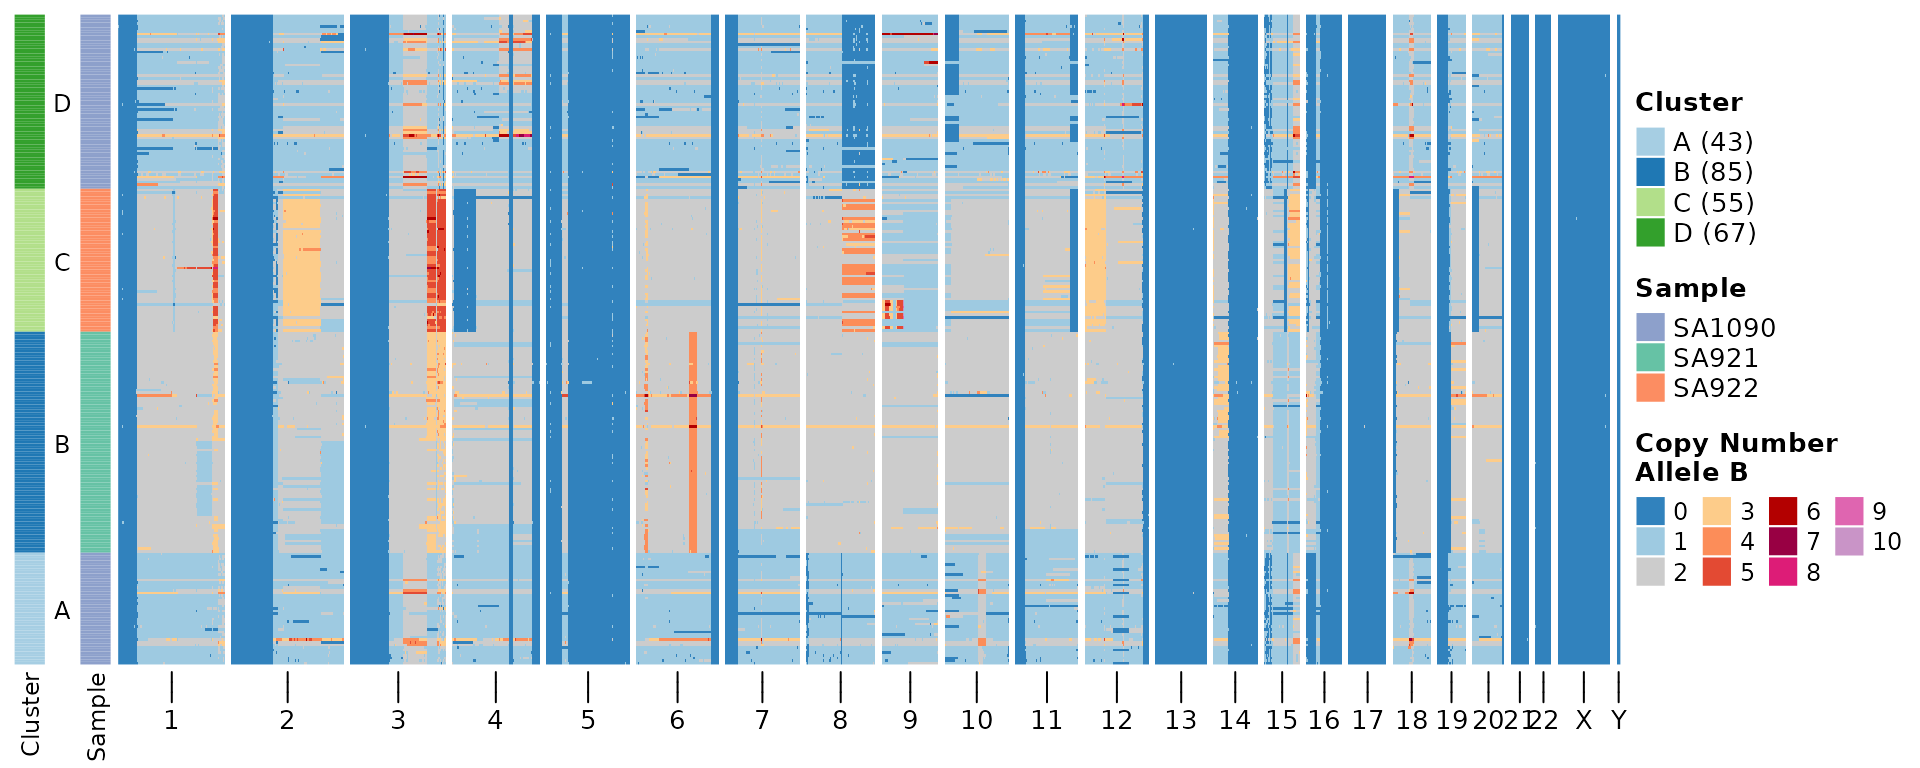 D
C
B
A
Cluster
Sample
1
2
3
4
5
6
7
8
9
10
11
12
13
14
15
16
17
18
19
20
21
22
X
Y
Cluster
A (43)
B (85)
C (55)
D (67)
Sample
SA1090
SA921
SA922
Copy Number
Allele B
0 3 6 9
1 4 7 10
2 5 8